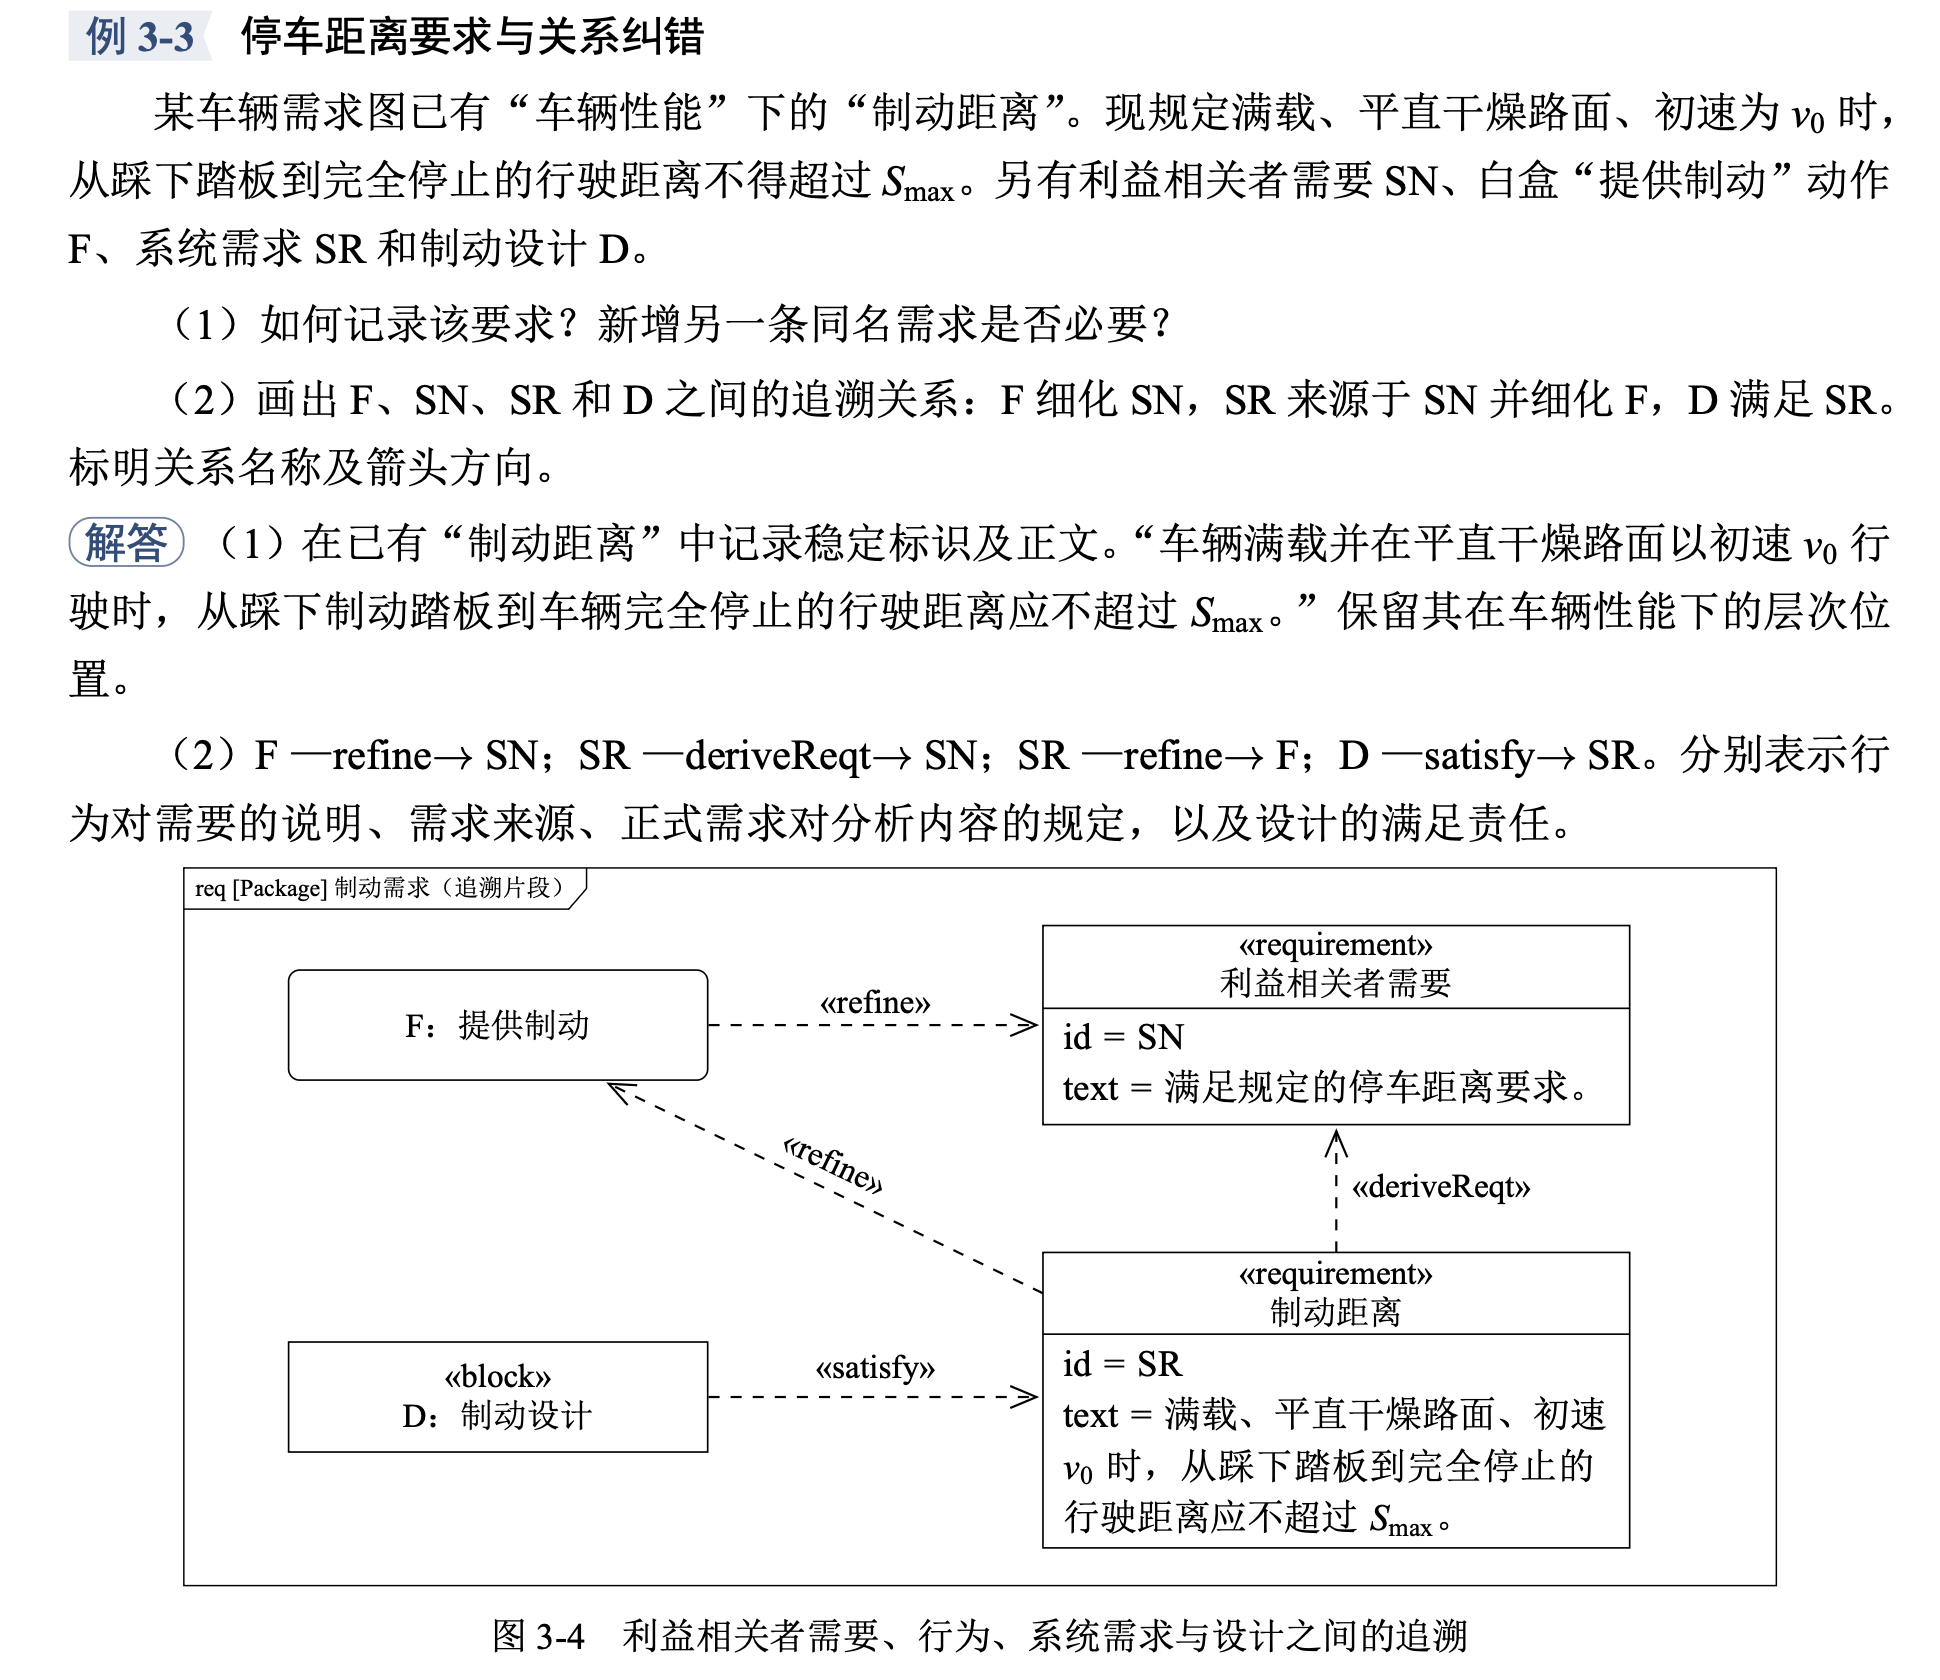 例 3-3 停车距离要求与关系纠错
某车辆需求图已有“车辆性能”下的“制动距离”。现规定满载、平直干燥路面、初速为 v0 时，
从踩下踏板到完全停止的行驶距离不得超过 Smax。另有利益相关者需要 SN、白盒“提供制动”动作
F、系统需求 SR 和制动设计 D。
（1）如何记录该要求？新增另一条同名需求是否必要？
（2）画出 F、SN、SR 和 D 之间的追溯关系：F 细化 SN，SR 来源于 SN 并细化 F，D 满足 SR。
标明关系名称及箭头方向。
解答 （1）在已有“制动距离”中记录稳定标识及正文。“车辆满载并在平直干燥路面以初速 v0 行
驶时，从踩下制动踏板到车辆完全停止的行驶距离应不超过 Smax。”保留其在车辆性能下的层次位
置。
（2）F —refine→ SN；SR —deriveReqt→ SN；SR —refine→ F；D —satisfy→ SR。分别表示行
为对需要的说明、需求来源、正式需求对分析内容的规定，以及设计的满足责任。
req [Package] 制动需求（追溯片段）
«requirement»
利益相关者需要
F：提供制动
«refine»
id = SN
text = 满足规定的停车距离要求。
«refine»
«deriveReqt»
«requirement»
制动距离
«block»
D：制动设计
«satisfy»
id = SR
text = 满载、平直干燥路面、初速
v0 时，从踩下踏板到完全停止的
行驶距离应不超过 Smax。
图 3-4 利益相关者需要、行为、系统需求与设计之间的追溯